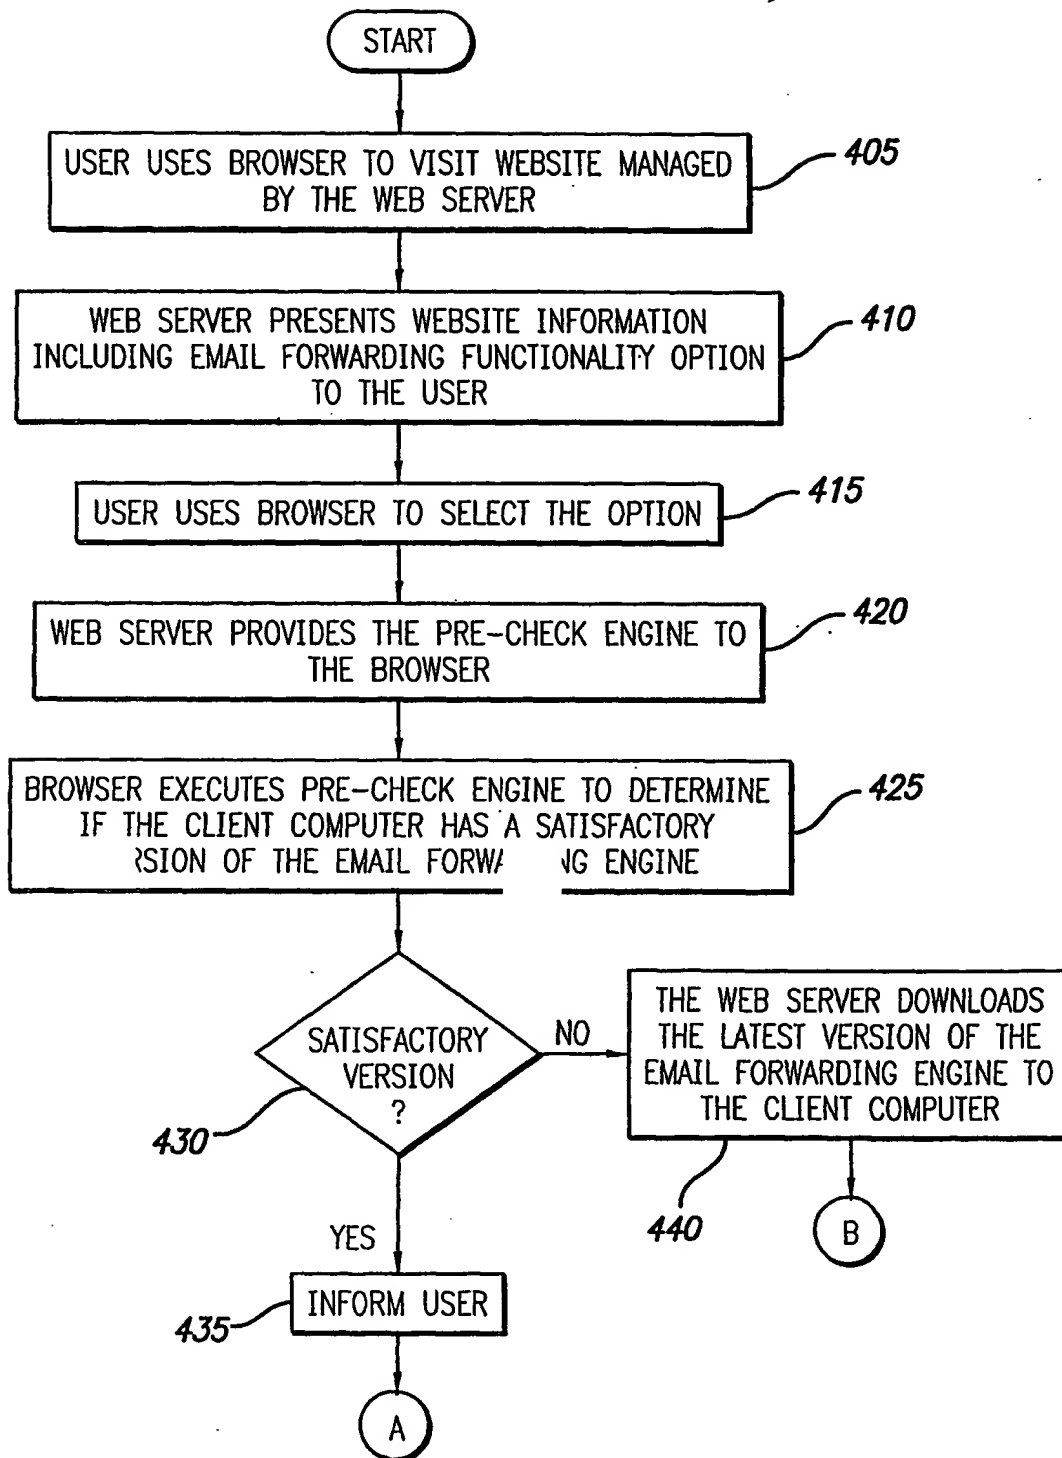 START
USER USES BROWSER TO VISIT WEBSITE MANAGED
BY THE WEB SERVER
405
WEB SERVER PRESENTS WEBSITE INFORMATION
INCLUDING EMAIL FORWARDING FUNCTIONALITY OPTION
TO THE USER
410
USER USES BROWSER TO SELECT THE OPTION
415
WEB SERVER PROVIDES THE PRE-CHECK ENGINE TO
THE BROWSER
420
BROWSER EXECUTES PRE-CHECK ENGINE TO DETERMINE
IF THE CLIENT COMPUTER HAS A SATISFACTORY
OF THE EMAIL ENGINE
425
SATISFACTORY
VERSION
?
430
NO
THE WEB SERVER DOWNLOADS
THE LATEST VERSION OF THE
EMAIL FORWARDING ENGINE TO
THE CLIENT COMPUTER
440
B
YES
INFORM USER
435
A